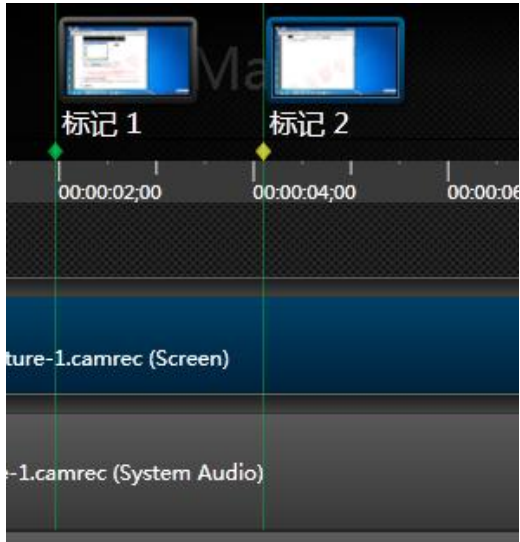 Ma
标记 1
标记 2
00:00:02;00
00:00:04;00
00:00:06
ture-1.camrec (Screen)
e-1.camrec (System Audio)